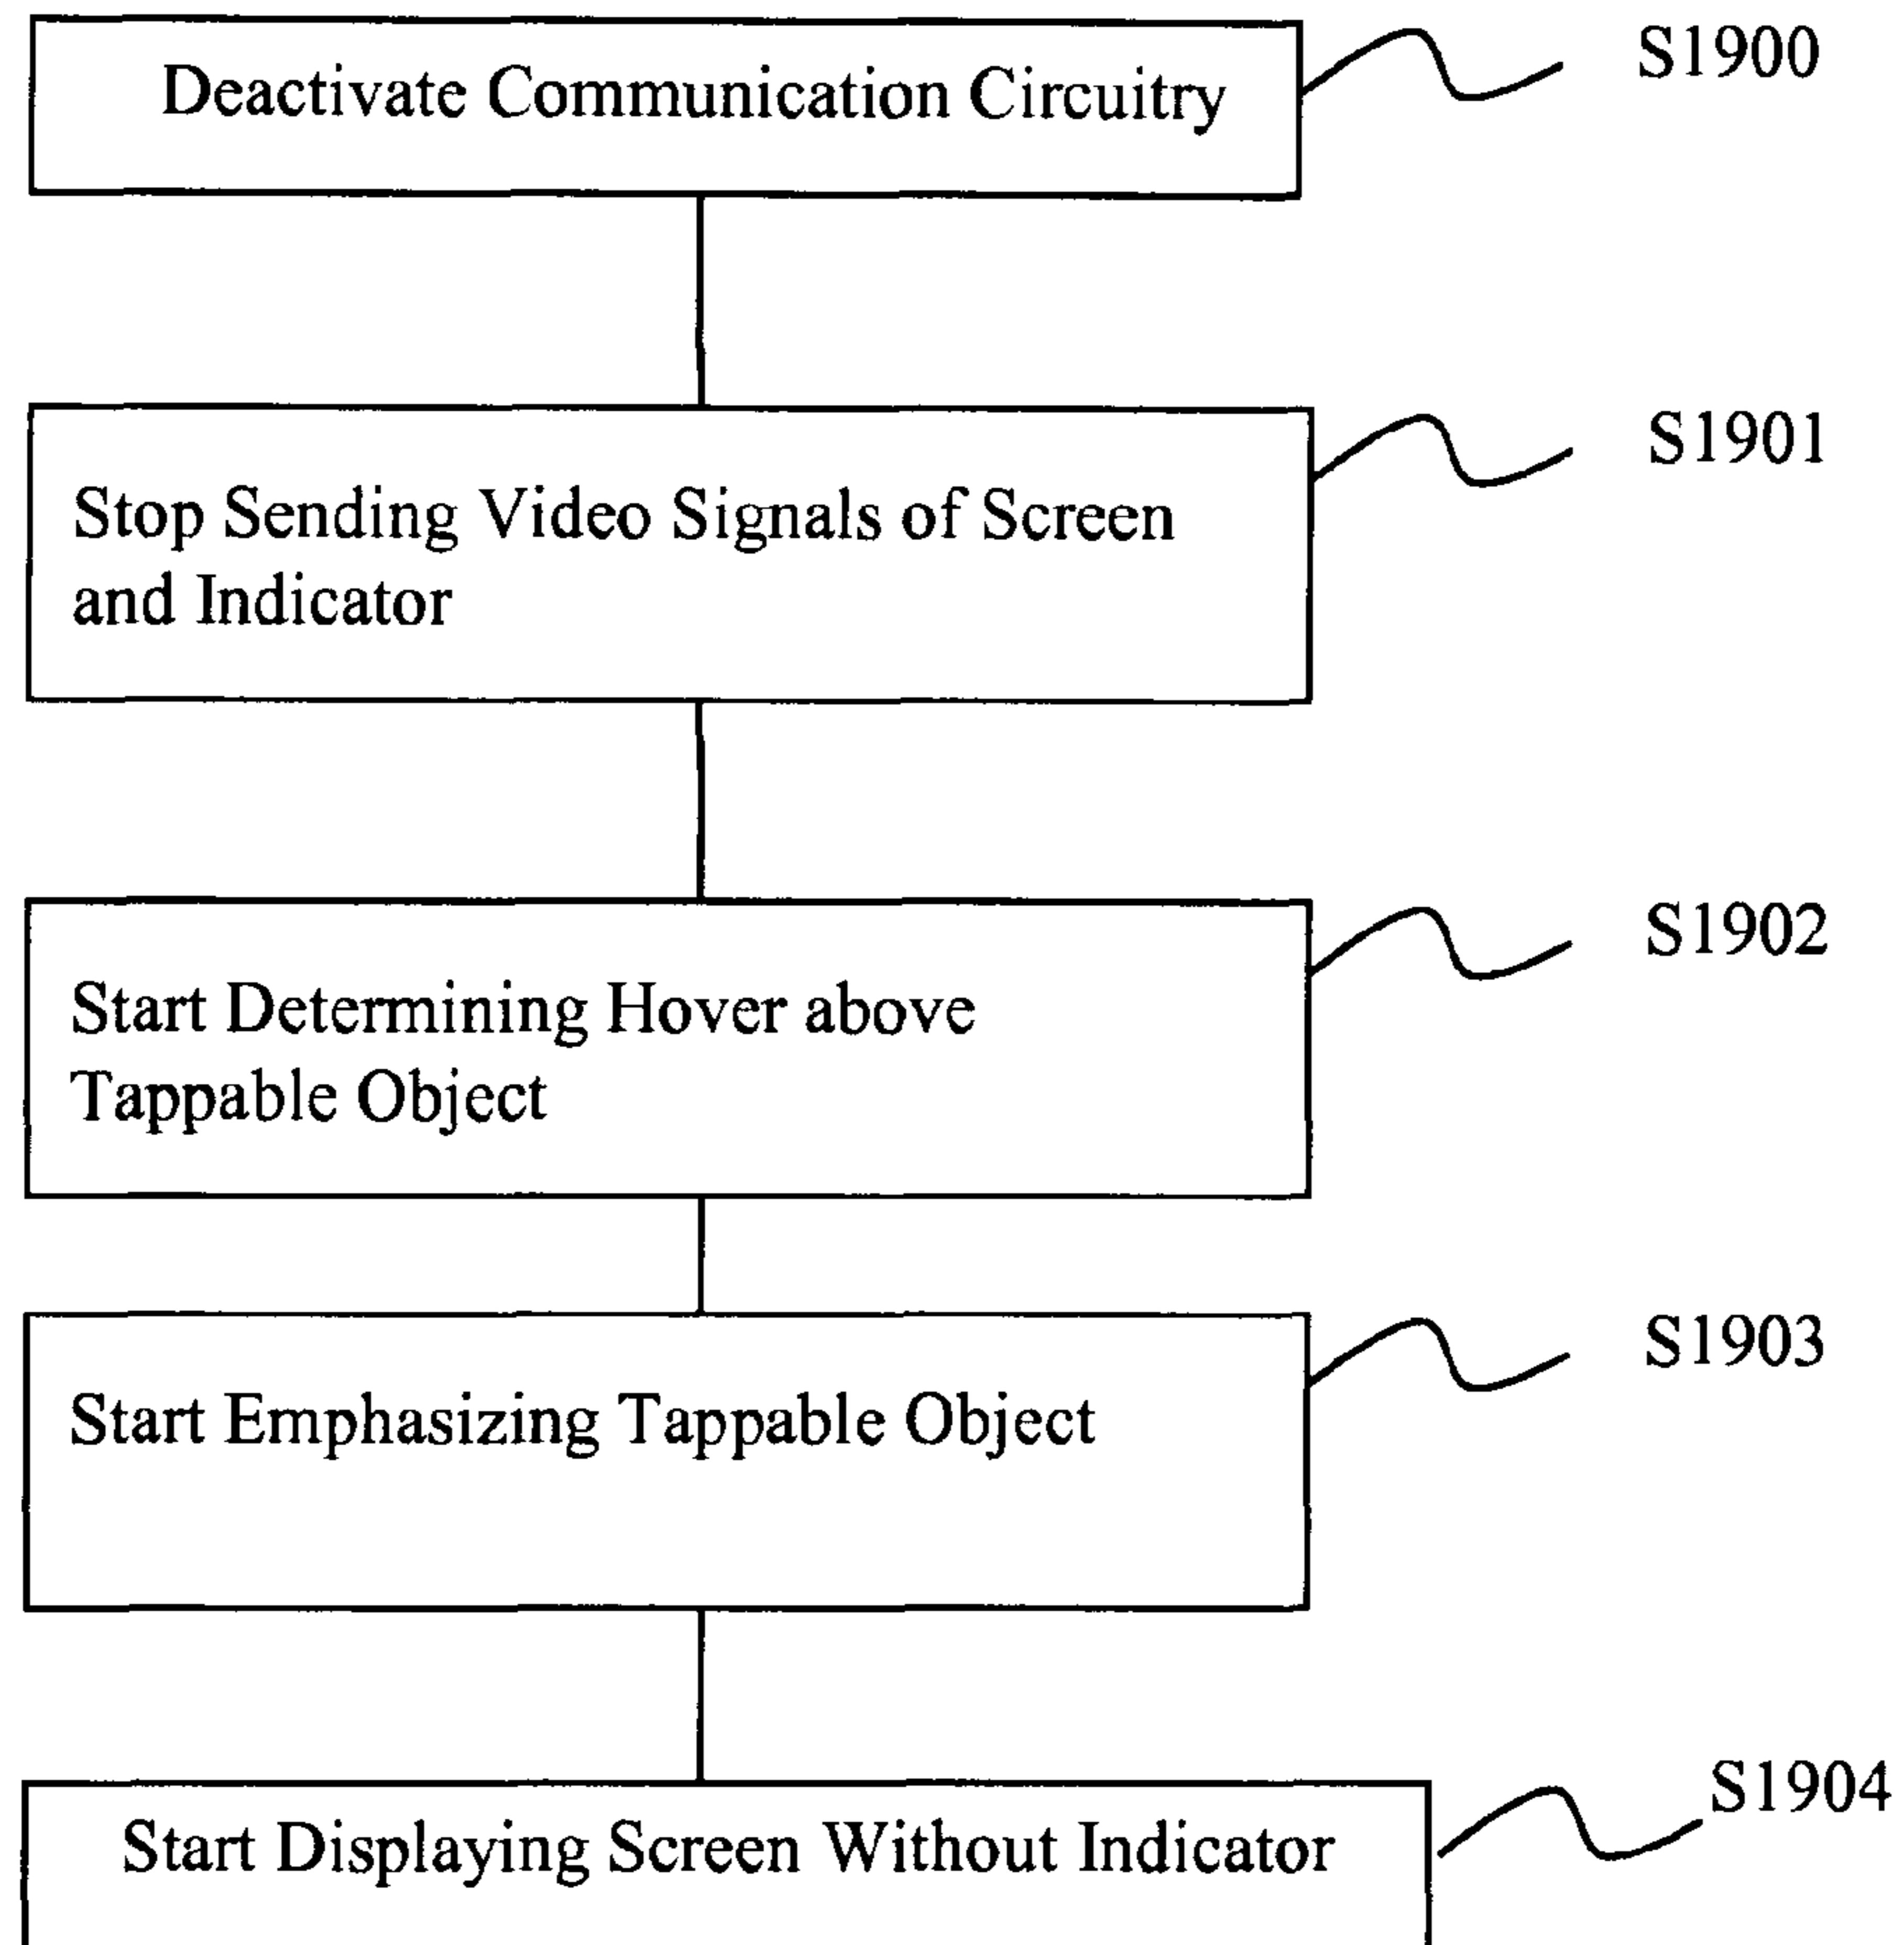 Deactivate Communication Circuitry
S1900
Stop Sending Video Signals of Screen
and Indicator
S1901
Start Determining Hover above
Tappable Object
S1902
Start Emphasizing Tappable Object
S1903
Start Displaying Screen Without Indicator
S1904